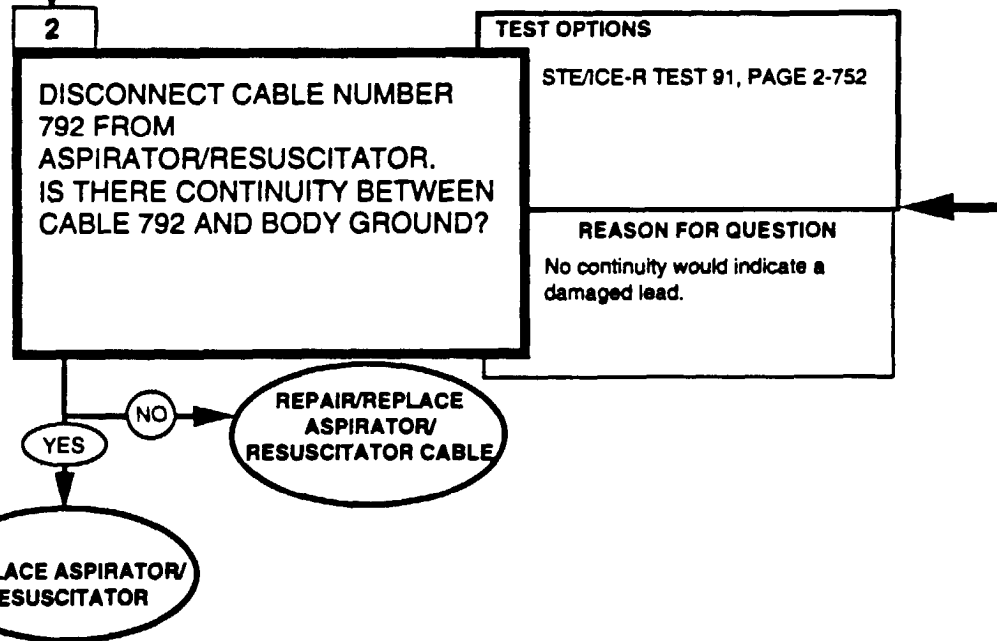 2
DISCONNECT CABLE NUMBER
792 FROM
ASPIRATOR/RESUSCITATOR.
IS THERE CONTINUITY BETWEEN
CABLE 792 AND BODY GROUND?
TEST OPTIONS
STE/ICE-R TEST 91, PAGE 2-752
REASON FOR QUESTION
No continuity would indicate a
damaged lead.
NO
REPAIR/REPLACE
ASPIRATOR/
RESUSCITATOR CABLE
YES
LACE ASPIRATOR/
ESUSCITATOR